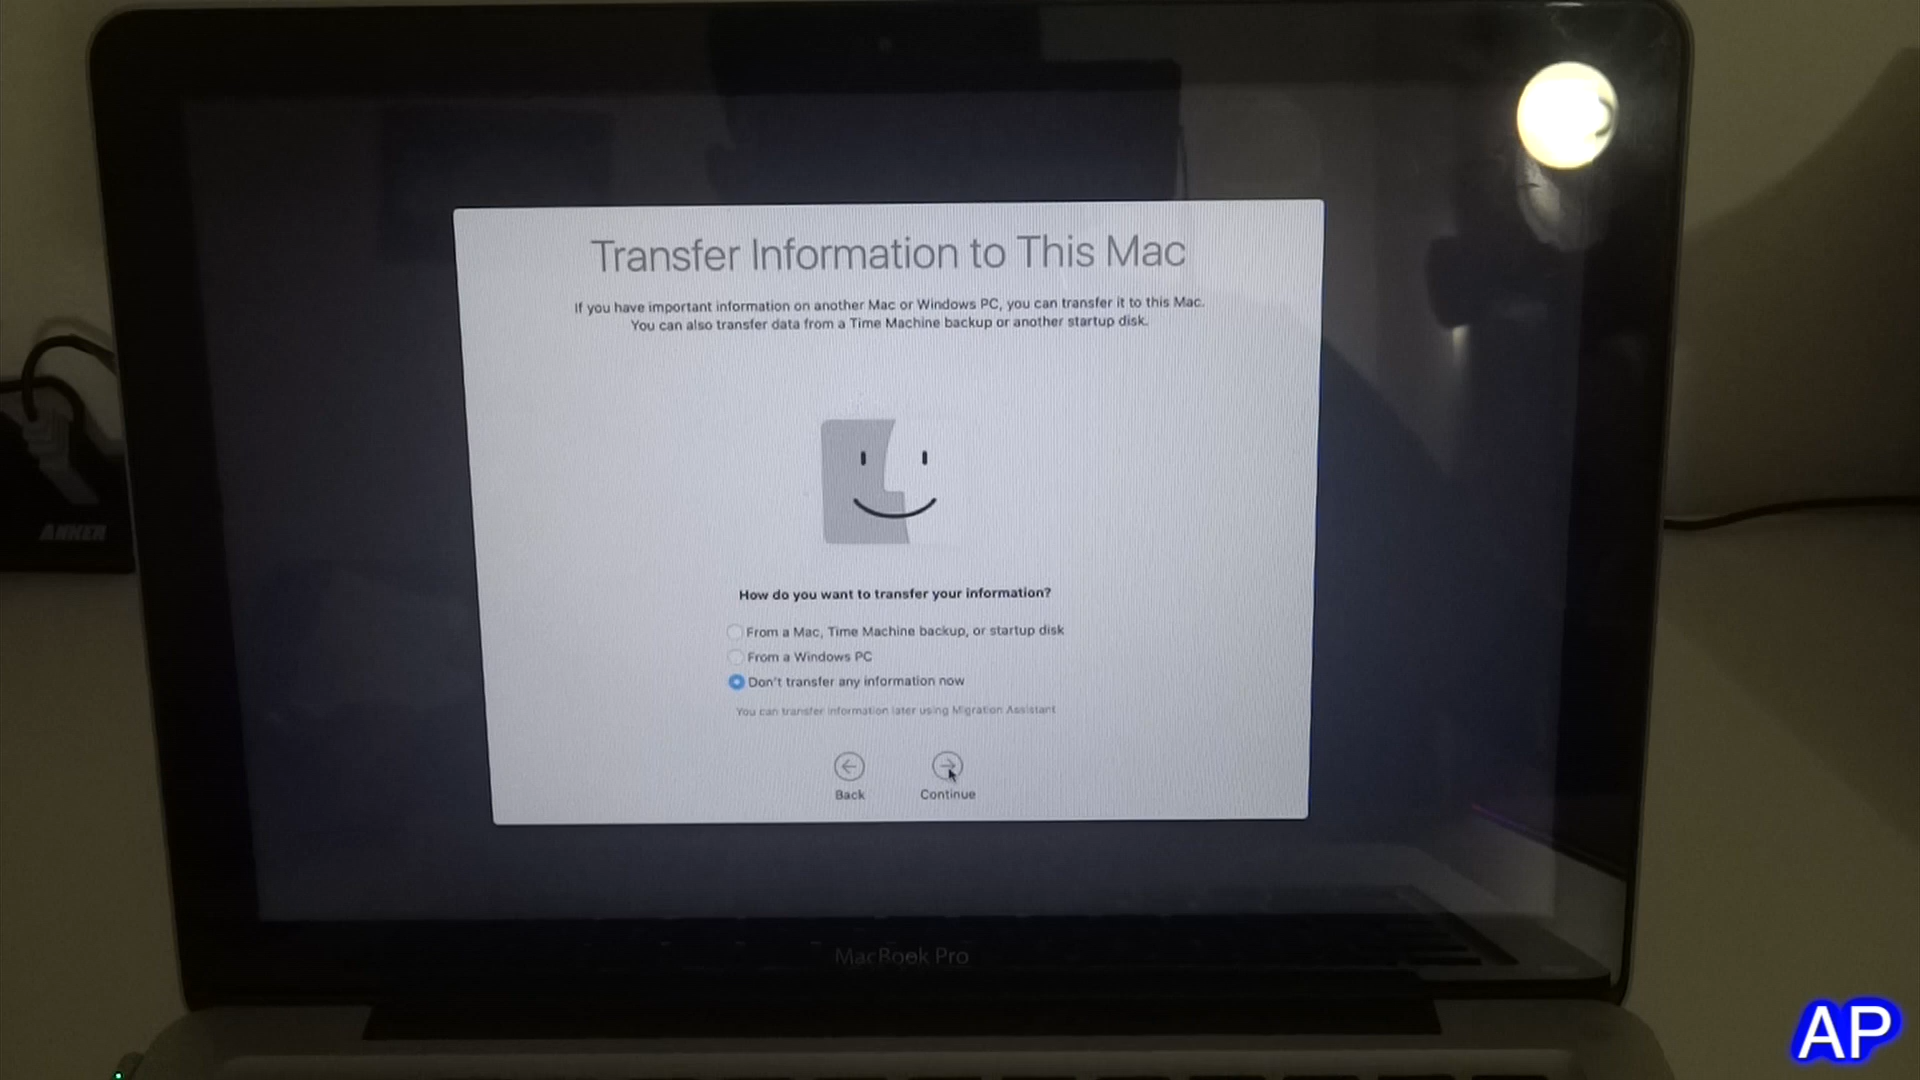 Transfer Information to This Mac
If you have important information on another Mac or Windows PC, you can transfer it to this Mac.
You can also transfer data from a Time Machine backup or another startup disk.
How do you want to transfer your information?
From a Mac, Time Machine backup, or startup disk
From a Windows PC
Don't transfer any information now
You can transfer information later using Migration Assistant
Back
Continue
ANKER
MacBook Pro
AP